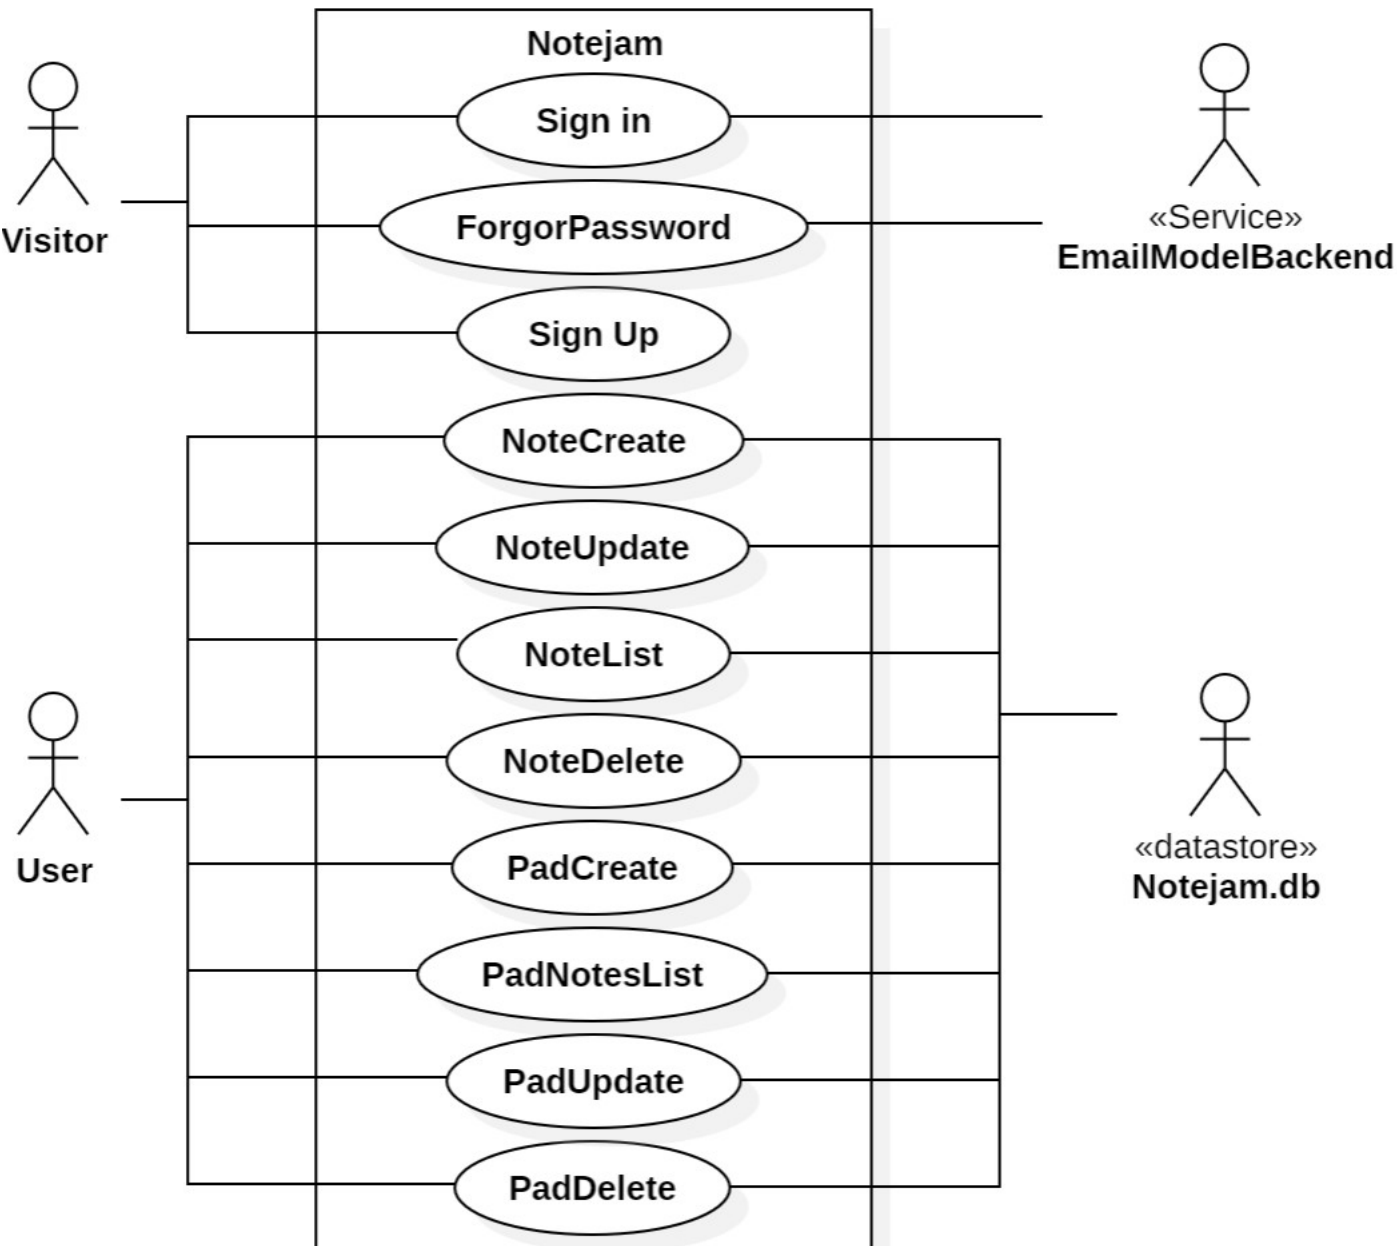 Notejam
Sign in
ForgorPassword
Sign Up
NoteCreate
NoteUpdate
NoteList
NoteDelete
PadCreate
PadNotesList
PadUpdate
PadDelete
Visitor
User
«Service»
EmailModelBackend
«datastore»
Notejam.db